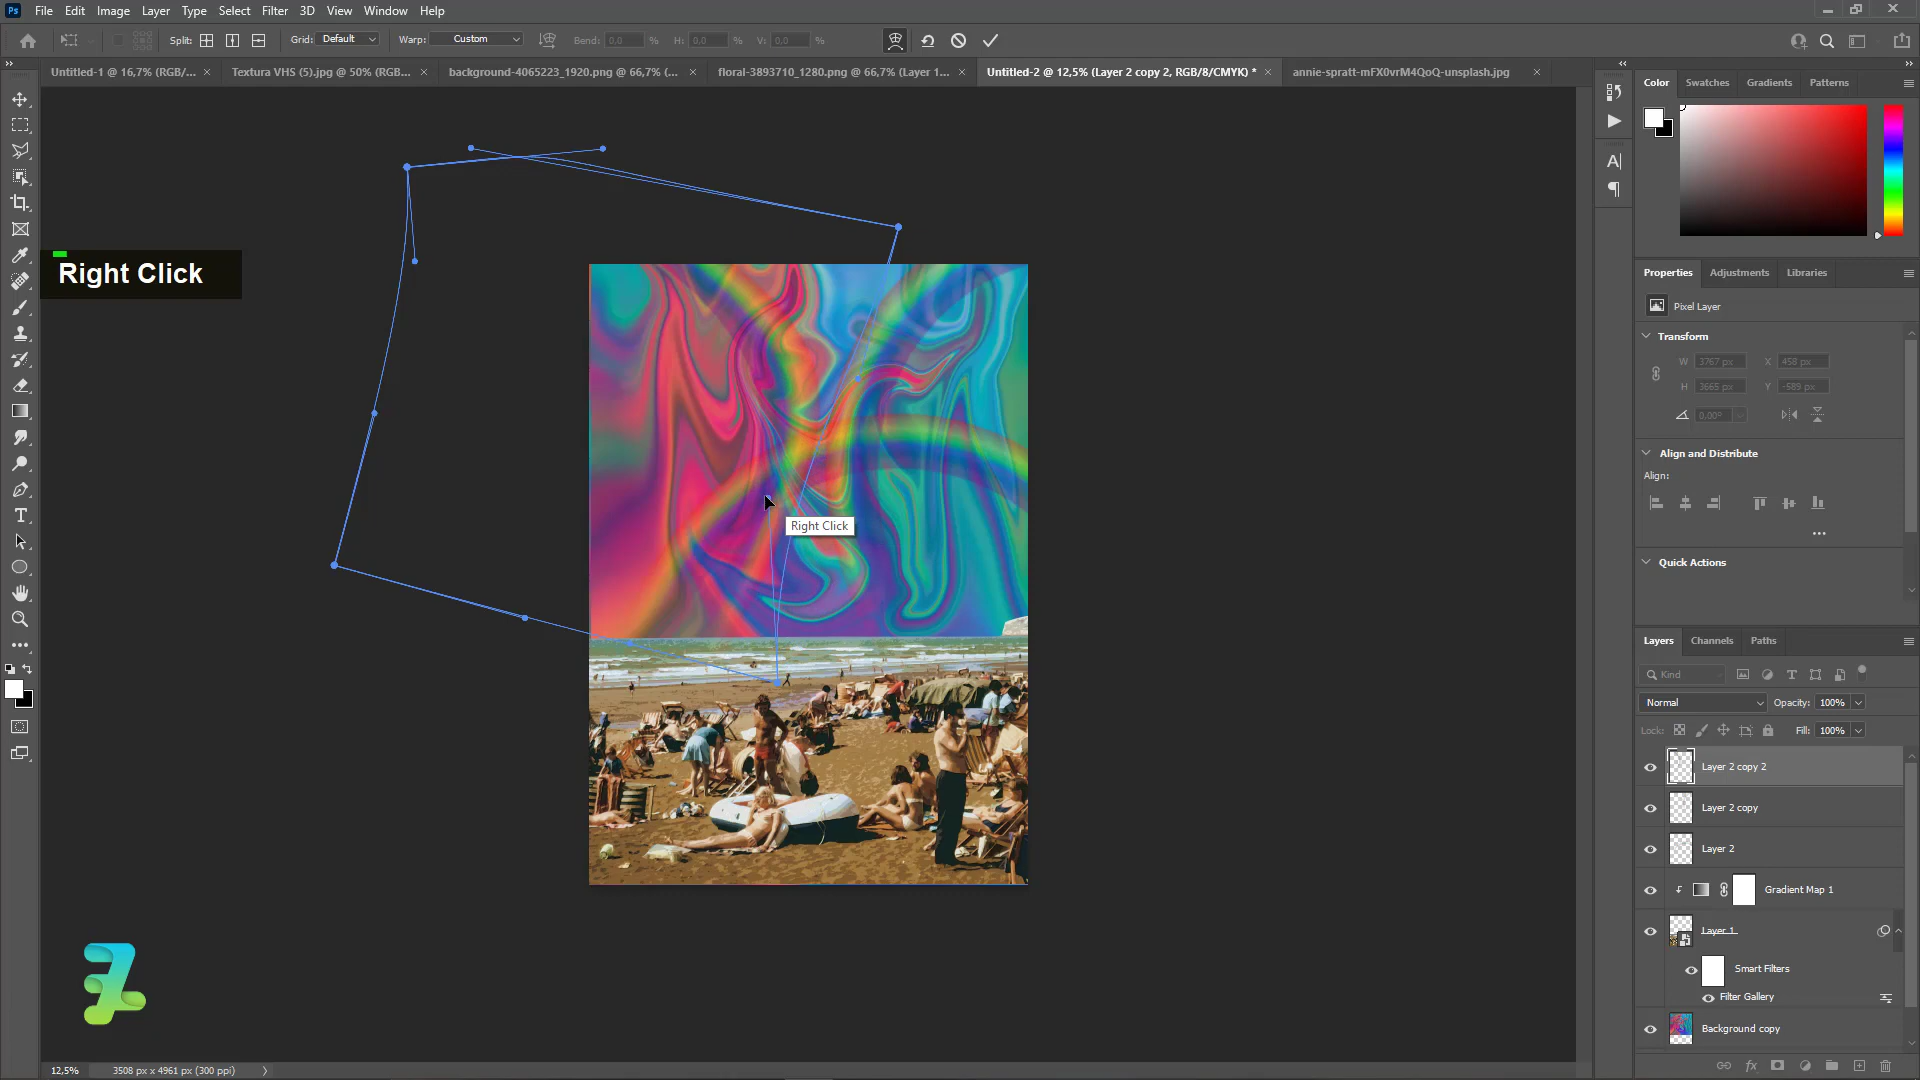 Ps File Edit Image Layer Type Select Filter 3D View Window Help
Split: Grid: Default Warp: Custom Bend: 0,0 % H: 0,0 % V: 0,0 %
Untitled-1 @ 16,7% (RGB/... × Textura VHS (5).jpg @ 50% (RGB... × background-4065223_1920.png @ 66,7% (... × floral-3893710_1280.png @ 66,7% (Layer 1... × Untitled-2 @ 12,5% (Layer 2 copy 2, RGB/8/CMYK) * × annie-spratt-mFX0vrM4QoQ-unsplash.jpg ×
Color Swatches Gradients Patterns
Right Click
Right Click
Properties Adjustments Libraries
Pixel Layer
Transform
W 3767 px X 458 px
H 3665 px Y -589 px
0,00°
Align and Distribute
Align:
Quick Actions
Layers Channels Paths
Kind
Normal Opacity: 100%
Lock: Fill: 100%
Layer 2 copy 2
Layer 2 copy
Layer 2
Gradient Map 1
Layer 1
Smart Filters
Filter Gallery
Background copy
12,5% 3508 px x 4961 px (300 ppi)